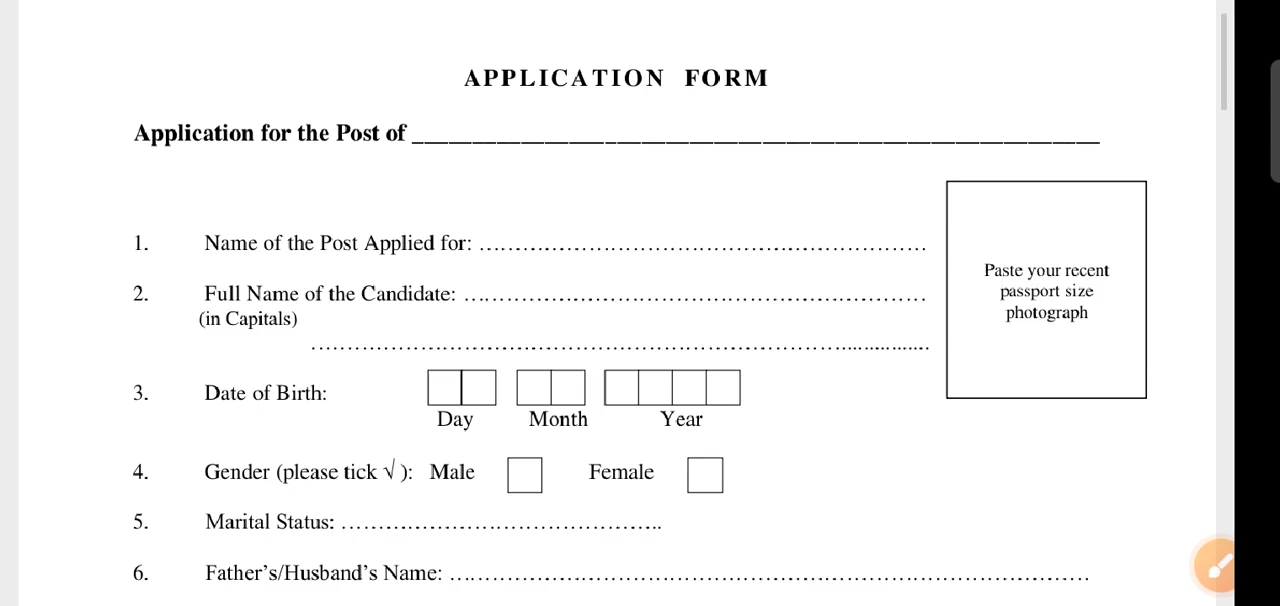 APPLICATION FORM
Application for the Post of ________________________________________________________
1. Name of the Post Applied for: ……………………………………………………
2. Full Name of the Candidate: ………………………………………………………
(in Capitals)
…………………………………………………………………...............
Paste your recent
passport size
photograph
3. Date of Birth:
Day Month Year
4. Gender (please tick √ ): Male Female
5. Marital Status: ……………………………………..
6. Father's/Husband's Name: ……………………………………………………………………………